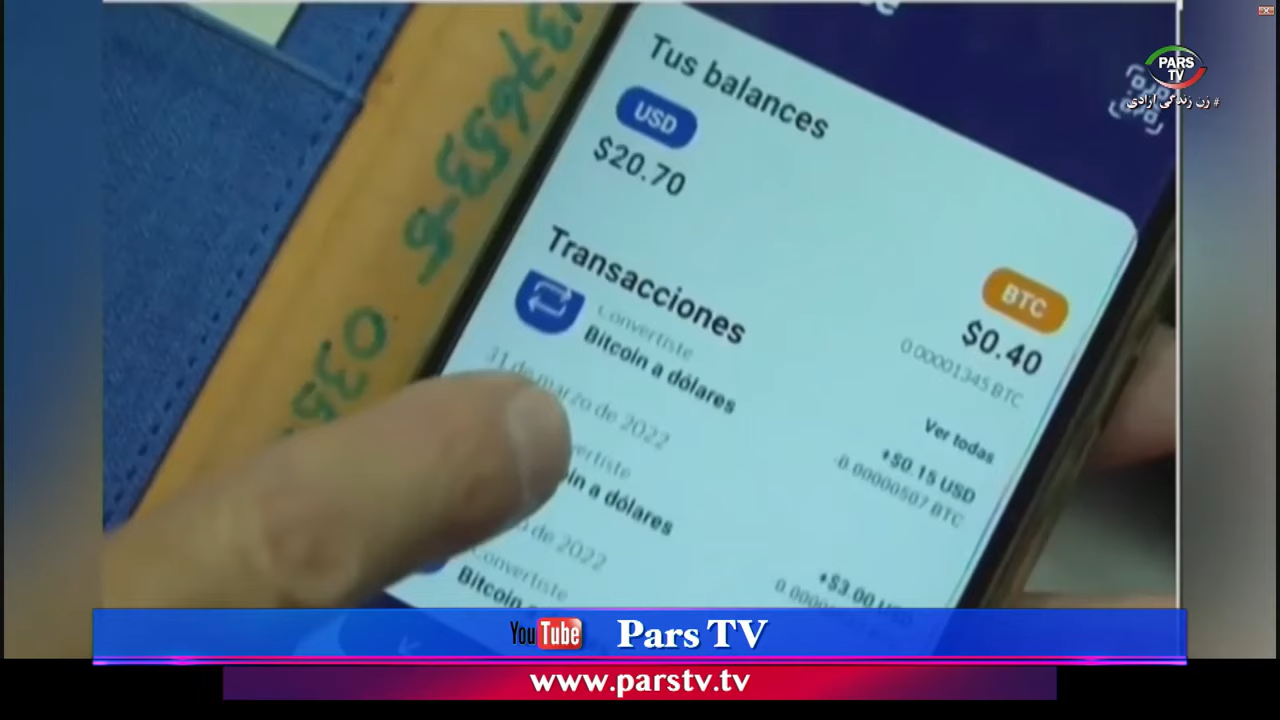 PARS
TV
# زن زندگی آزادی
Tus balances
USD
$20.70
BTC
$0.40
0.00001345 BTC
Transacciones
Ver todas
Convertiste
Bitcoin a dólares
+$0.15 USD
-0.00000507 BTC
31 de marzo de 2022
a dólares
+$3.00
de 2022
Convertiste
Bitcoin
YouTube
Pars TV
www.parstv.tv